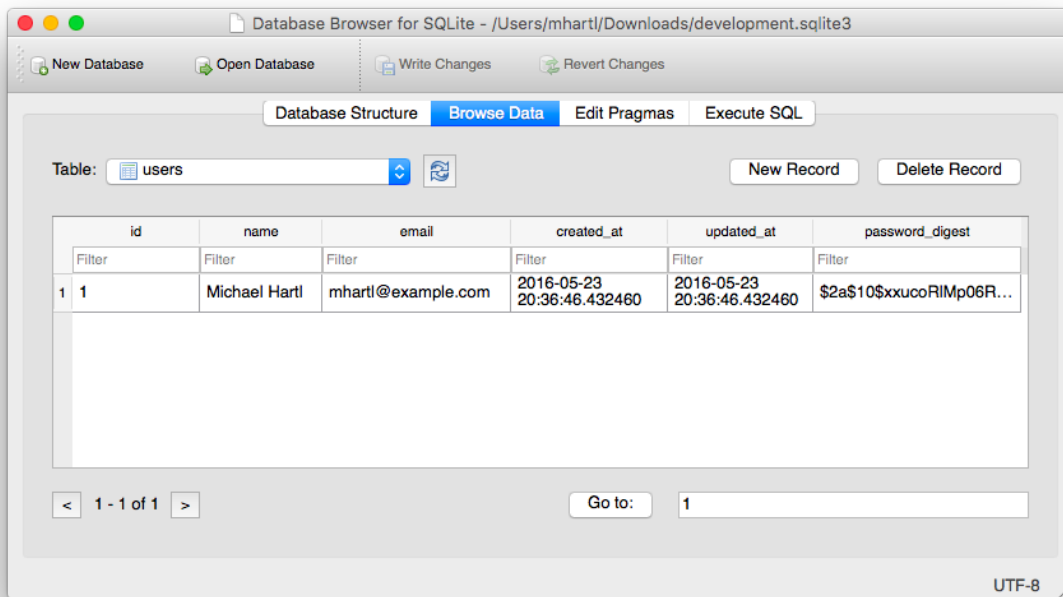 Database Browser for SQLite - /Users/mhartl/Downloads/development.sqlite3
New Database Open Database Write Changes Revert Changes
Database Structure Browse Data Edit Pragmas Execute SQL
Table: users New Record Delete Record
id name email created_at updated_at password_digest
Filter Filter Filter Filter Filter Filter
1 1 Michael Hartl mhartl@example.com 2016-05-23 20:36:46.432460 2016-05-23 20:36:46.432460 $2a$10$xxucoRlMp06R...
< 1 - 1 of 1 > Go to: 1
UTF-8